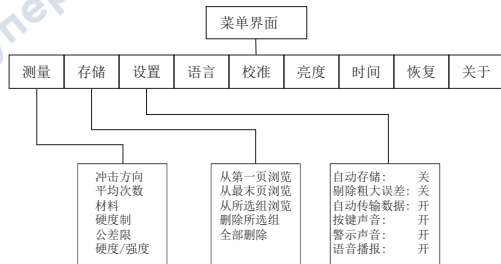 菜单界面
测量 存储 设置 语言 校准 亮度 时间 恢复 关于
冲击方向
平均次数
材料
硬度制
公差限
硬度/强度
从第一页浏览
从最末页浏览
从所选组浏览
删除所选组
全部删除
自动存储: 关
剔除粗大误差: 关
自动传输数据: 开
按键声音: 开
警示声音: 开
语音播报: 开